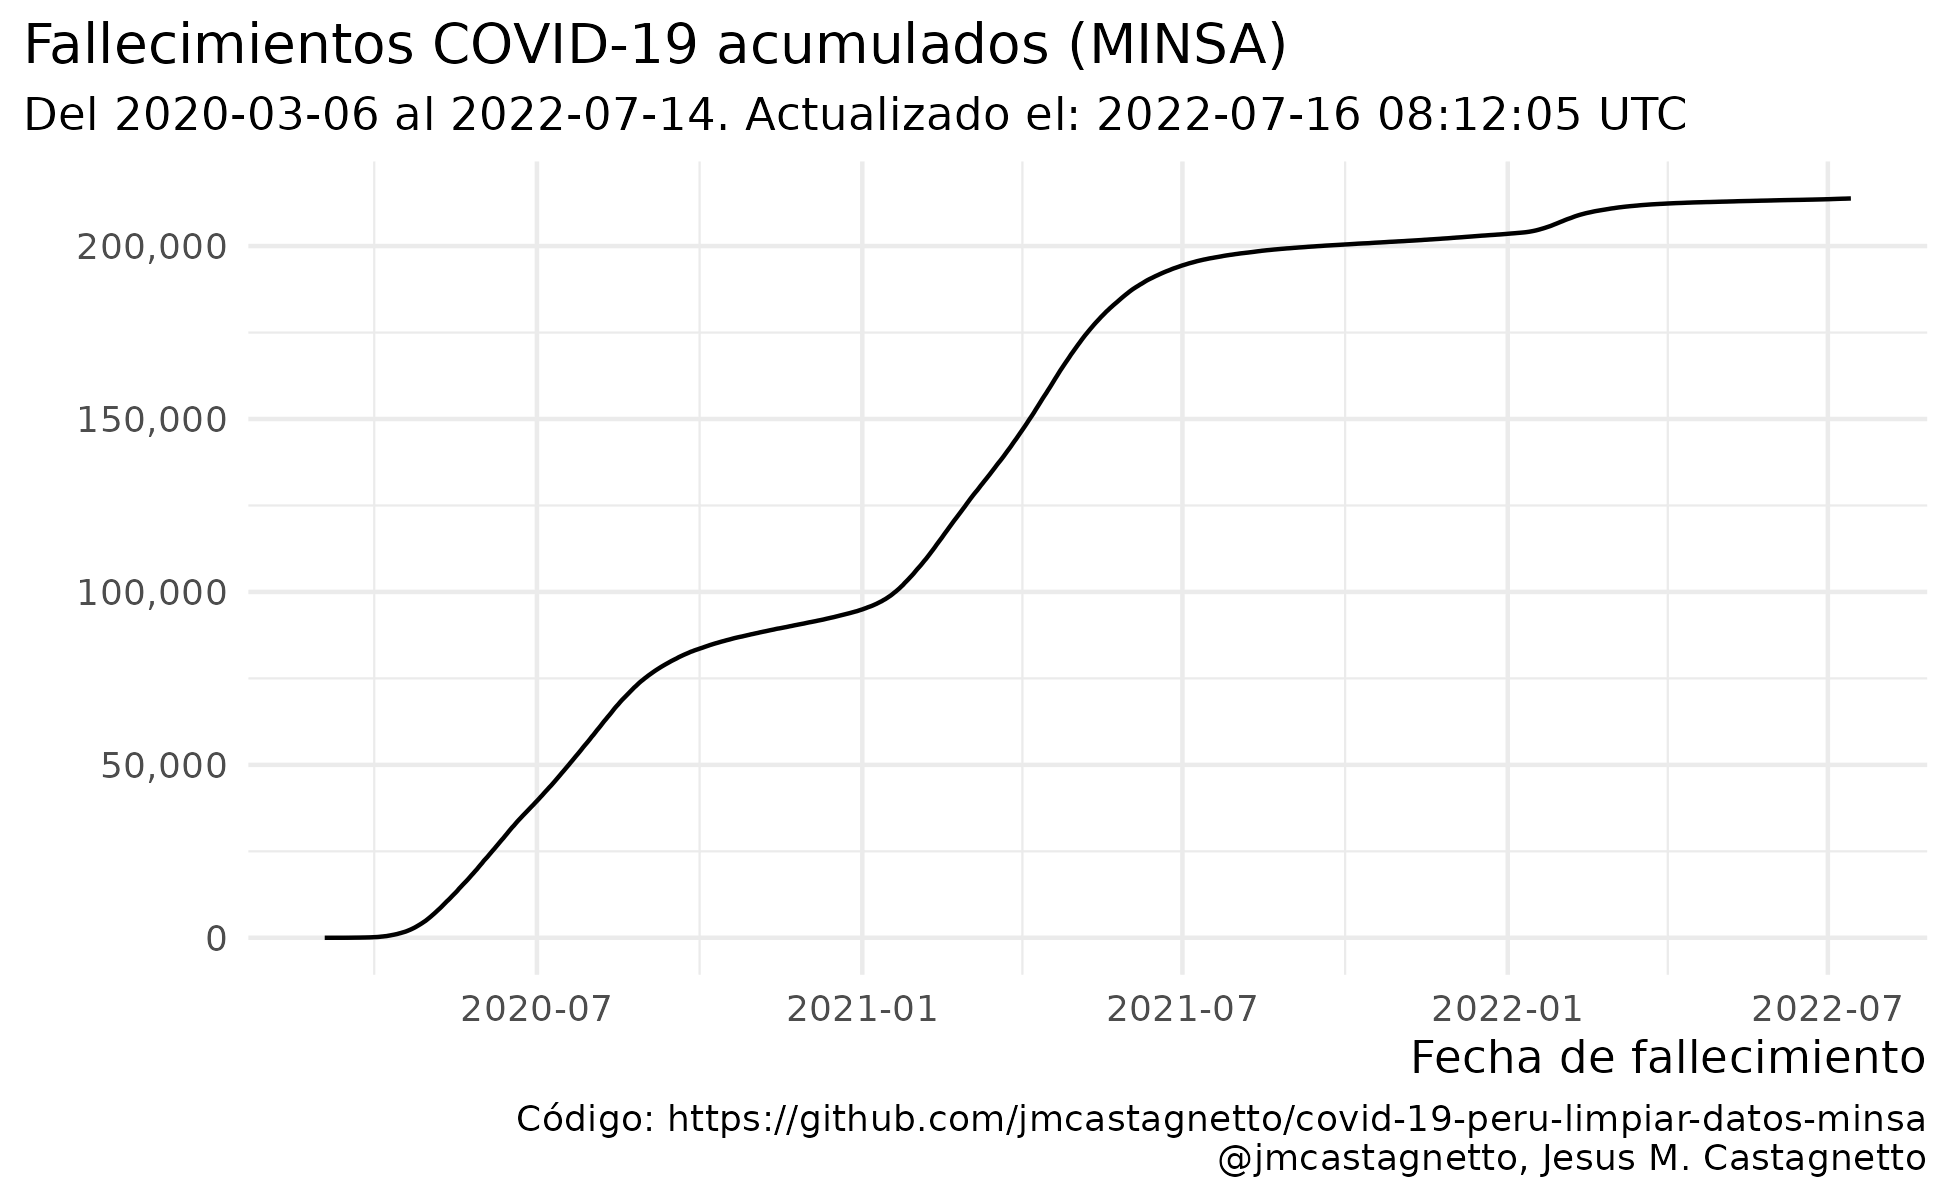 Fallecimientos COVID-19 acumulados (MINSA)
Del 2020-03-06 al 2022-07-14. Actualizado el: 2022-07-16 08:12:05 UTC
200,000
150,000
100,000
50,000
0
2020-07 2021-01 2021-07 2022-01 2022-07
Fecha de fallecimiento
Código: https://github.com/jmcastagnetto/covid-19-peru-limpiar-datos-minsa
@jmcastagnetto, Jesus M. Castagnetto